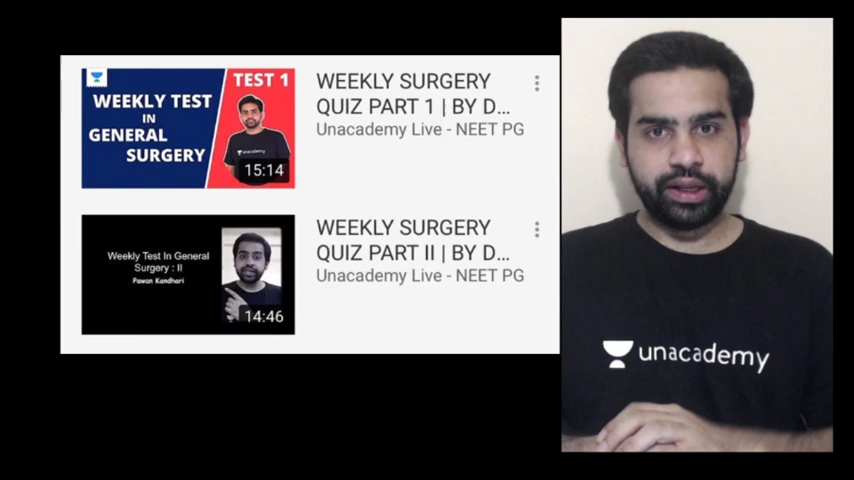 WEEKLY TEST
IN
GENERAL
SURGERY
TEST 1
unacademy
15:14
WEEKLY SURGERY
QUIZ PART 1 | BY D...
Unacademy Live - NEET PG
Weekly Test In General
Surgery : II
Pawan Kandhari
14:46
WEEKLY SURGERY
QUIZ PART II | BY D...
Unacademy Live - NEET PG
unacademy